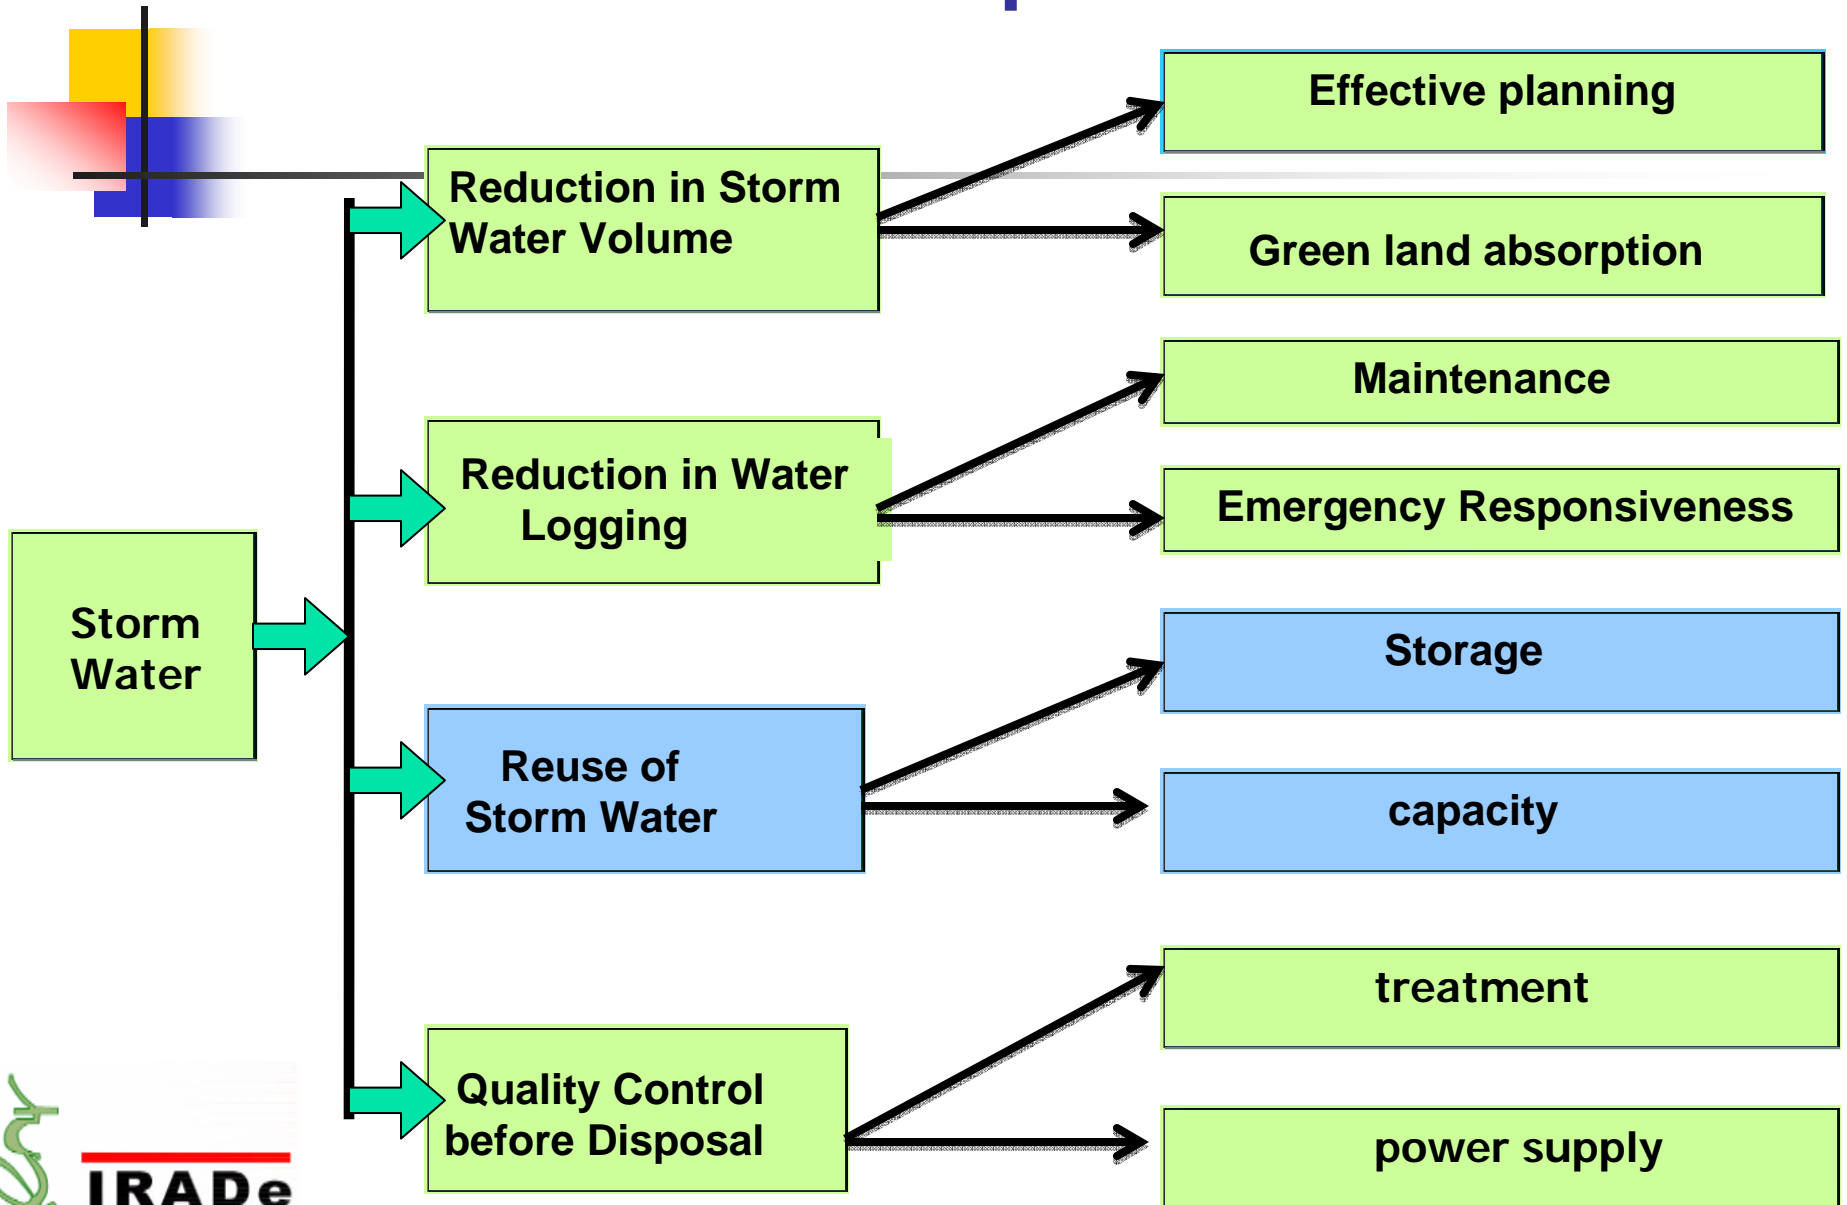 Effective planning
Reduction in Storm
Water Volume
Green land absorption
Maintenance
Reduction in Water
Logging
Emergency Responsiveness
Storm
Water
Storage
Reuse of
Storm Water
capacity
treatment
Quality Control
before Disposal
power supply
IRADe